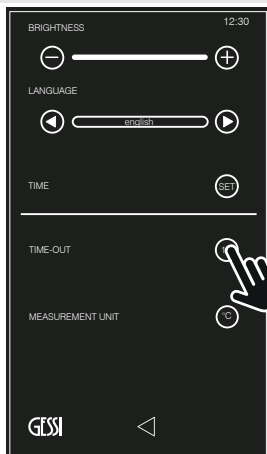 12:30
BRIGHTNESS
LANGUAGE
english
TIME
SET
TIME-OUT
MEASUREMENT UNIT
°C
GESSI